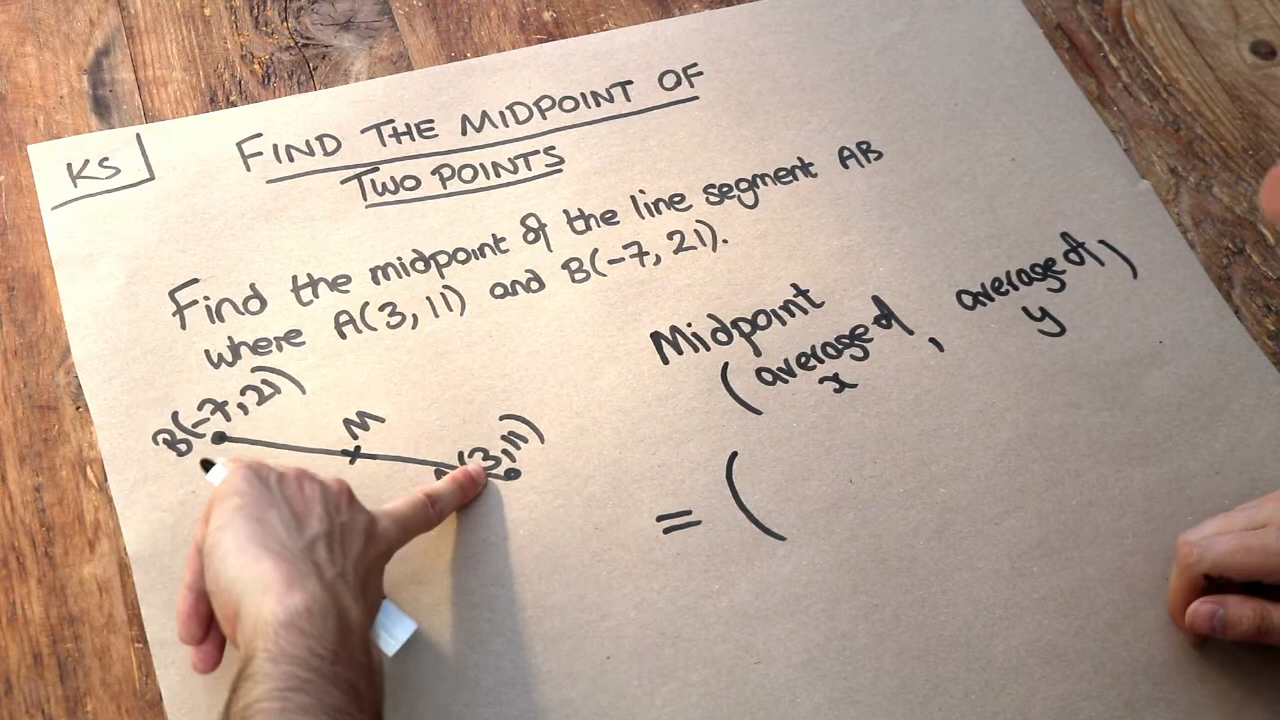 KS
FIND THE MIDPOINT OF
TWO POINTS
Find the midpoint of the line segment AB
where A(3, 11) and B(-7, 21).
Midpoint
(average of x, average of y)
B(-7, 21)
M
(3, 11)
= (